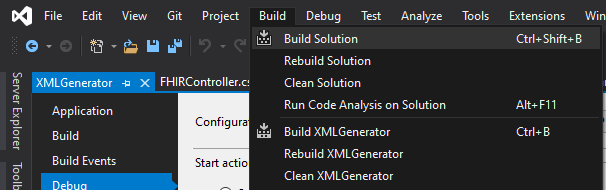 File Edit View Git Project Build Debug Test Analyze Tools Extensions Win
Build Solution Ctrl+Shift+B
Rebuild Solution
Clean Solution
Run Code Analysis on Solution Alt+F11
Build XMLGenerator Ctrl+B
Rebuild XMLGenerator
Clean XMLGenerator
Server Explorer
Toolb
XMLGenerator FHIRController.cs
Application
Build
Build Events
Debug
Configurat
Start action